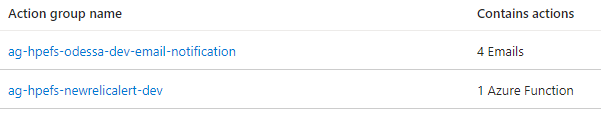 Action group name Contains actions
ag-hpefs-odessa-dev-email-notification 4 Emails
ag-hpefs-newrelicalert-dev 1 Azure Function